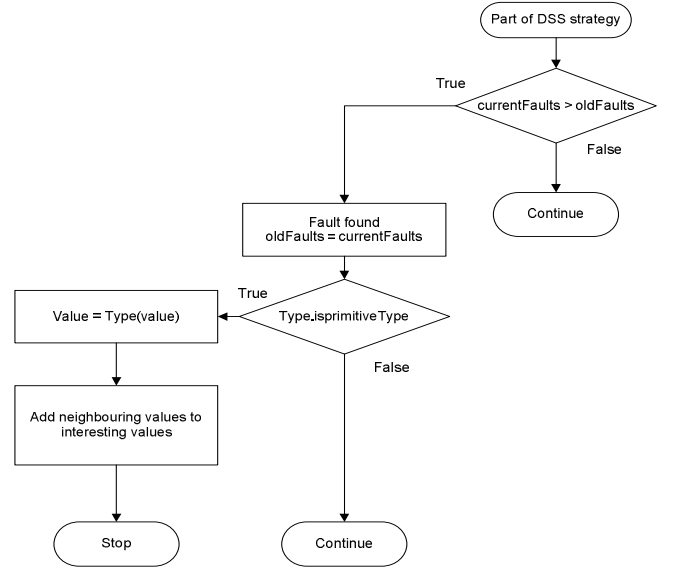 Part of DSS strategy
True
currentFaults > oldFaults
False
Continue
Fault found
oldFaults = currentFaults
True
Value = Type(value)
Type.isprimitiveType
False
Add neighbouring values to
interesting values
Stop
Continue